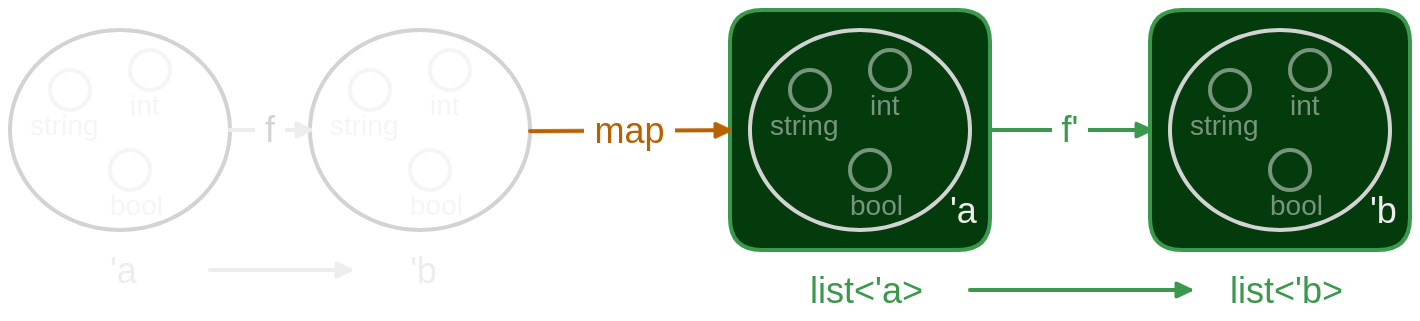 int
string
bool
'a
f
int
string
bool
'b
map
int
string
bool
'a
list<'a>
f'
int
string
bool
'b
list<'b>